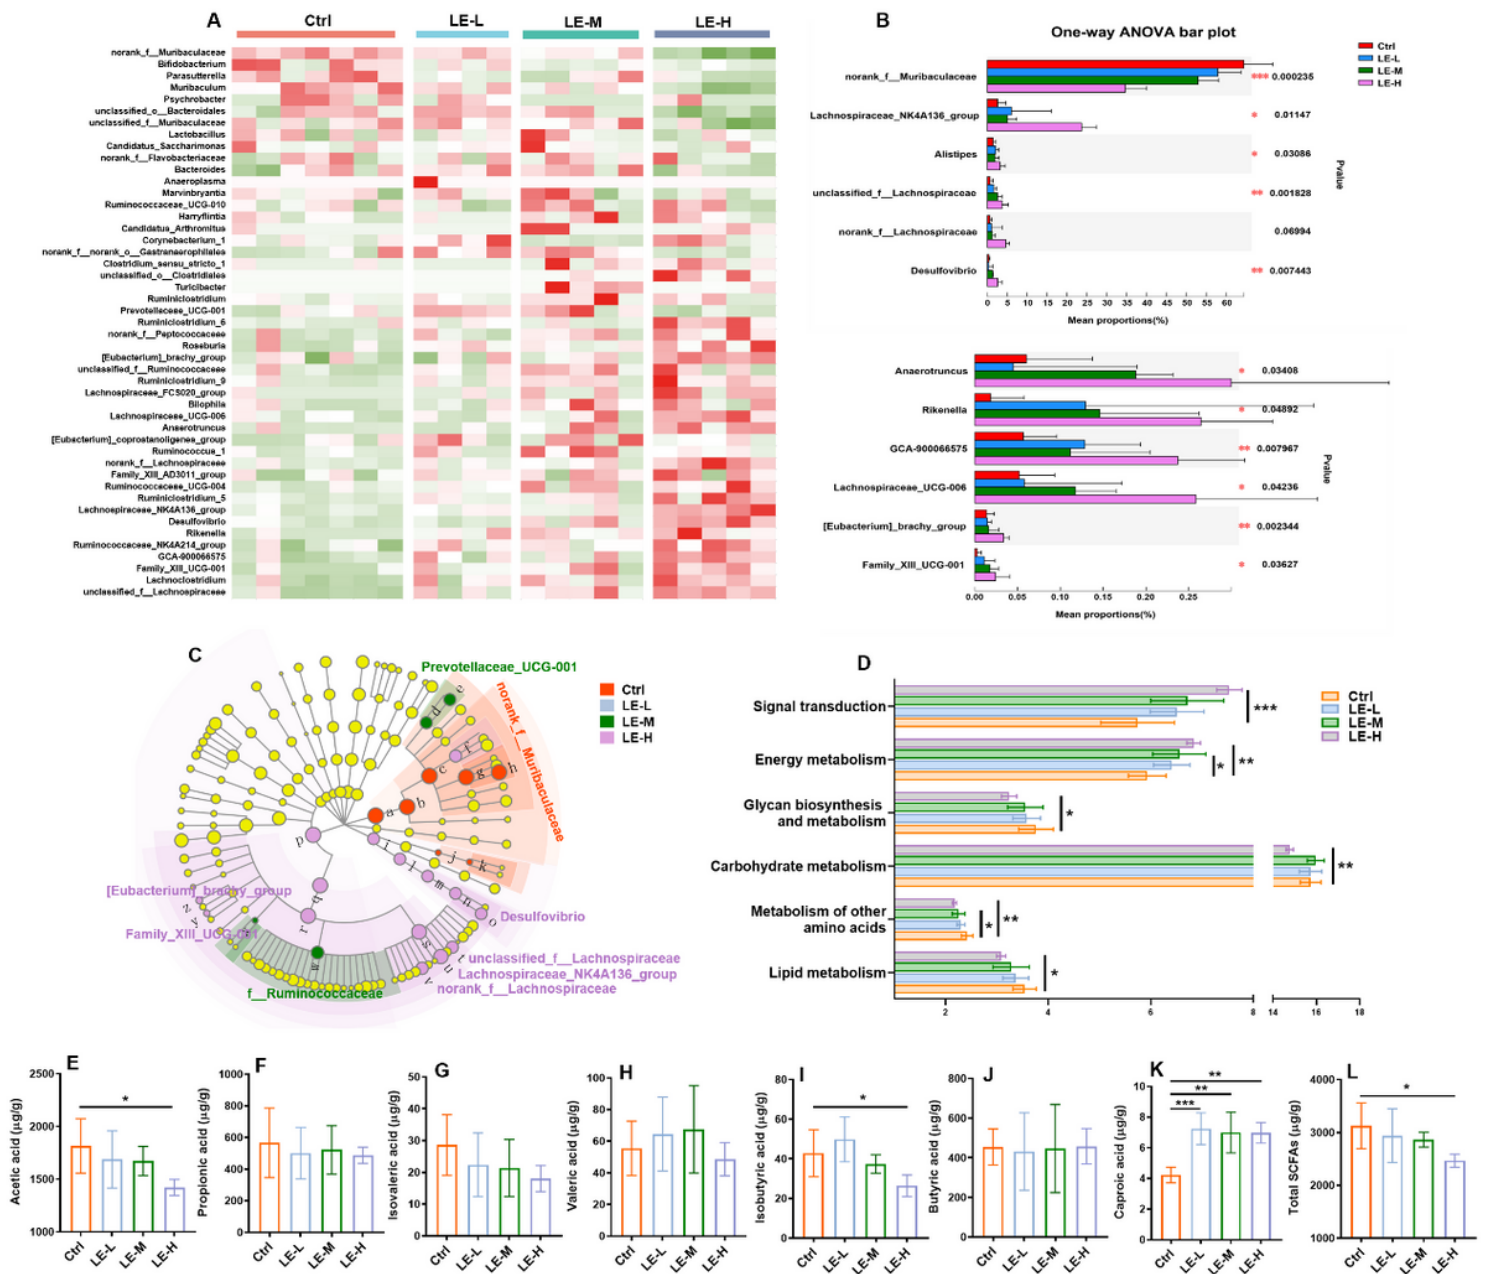 A
Ctrl
LE-L
LE-M
LE-H
norank_f__Muribaculaceae
Bifidobacterium
Parasutterella
Muribaculum
Psychrobacter
unclassified_o__Bacteroidales
unclassified_f__Muribaculaceae
Lactobacillus
Candidatus_Saccharimonas
norank_f__Flavobacteriaceae
Bacteroides
Anaeroplasma
Marvinbryantia
Ruminococcaceae_UCG-010
Harryflintia
Candidatus_Arthromitus
Corynebacterium_1
norank_f__norank_o__Gastranaerophilales
Clostridium_sensu_stricto_1
unclassified_o__Clostridiales
Turicibacter
Ruminiclostridium
Prevotellaceae_UCG-001
Ruminiclostridium_6
norank_f__Peptococcaceae
Roseburia
[Eubacterium]_brachy_group
unclassified_f__Ruminococcaceae
Ruminiclostridium_9
Lachnospiraceae_FCS020_group
Bilophila
Lachnospiraceae_UCG-006
Anaerotruncus
[Eubacterium]_coprostanoligenes_group
Ruminococcus_1
norank_f__Lachnospiraceae
Family_XIII_AD3011_group
Ruminococcaceae_UCG-004
Ruminiclostridium_5
Lachnospiraceae_NK4A136_group
Desulfovibrio
Rikenella
Ruminococcaceae_NK4A214_group
GCA-900066575
Family_XIII_UCG-001
Lachnoclostridium
unclassified_f__Lachnospiraceae
B
One-way ANOVA bar plot
Ctrl
LE-L
LE-M
LE-H
norank_f__Muribaculaceae
*** 0.000235
Lachnospiraceae_NK4A136_group
* 0.01147
Alistipes
* 0.03086
unclassified_f__Lachnospiraceae
** 0.001828
norank_f__Lachnospiraceae
0.06994
Desulfovibrio
** 0.007443
Pvalue
0 5 10 15 20 25 30 35 40 45 50 55 60
Mean proportions(%)
Anaerotruncus
* 0.03408
Rikenella
* 0.04892
GCA-900066575
** 0.007967
Lachnospiraceae_UCG-006
* 0.04236
[Eubacterium]_brachy_group
** 0.002344
Family_XIII_UCG-001
* 0.03627
Pvalue
0.00 0.05 0.10 0.15 0.20 0.25
Mean proportions(%)
C
Prevotellaceae_UCG-001
norank_f__Muribaculaceae
Ctrl
LE-L
LE-M
LE-H
e
d
f
c
g
h
a
b
p
i
j
k
l
m
n
o
q
r
s
t
u
v
w
y
z
[Eubacterium]_brachy_group
Family_XIII_UCG-001
Desulfovibrio
unclassified_f__Lachnospiraceae
Lachnospiraceae_NK4A136_group
norank_f__Lachnospiraceae
f__Ruminococcaceae
D
Signal transduction
***
Energy metabolism
* **
Glycan biosynthesis
and metabolism
*
Carbohydrate metabolism
**
Metabolism of other
amino acids
* **
Lipid metabolism
*
Ctrl
LE-L
LE-M
LE-H
2 4 6 8 14 16 18
E
Acetic acid (μg/g)
2500
2000
1500
1000
*
Ctrl LE-L LE-M LE-H
F
Propionic acid (μg/g)
1000
800
600
400
200
0
Ctrl LE-L LE-M LE-H
G
Isovaleric acid (μg/g)
50
40
30
20
10
0
Ctrl LE-L LE-M LE-H
H
Valeric acid (μg/g)
100
80
60
40
20
0
Ctrl LE-L LE-M LE-H
I
Isobutyric acid (μg/g)
80
60
40
20
0
*
Ctrl LE-L LE-M LE-H
J
Butyric acid (μg/g)
800
600
400
200
0
Ctrl LE-L LE-M LE-H
K
Caproic acid (μg/g)
10
8
6
4
2
0
**
**
***
Ctrl LE-L LE-M LE-H
L
Total SCFAs (μg/g)
4000
3000
2000
1000
*
Ctrl LE-L LE-M LE-H